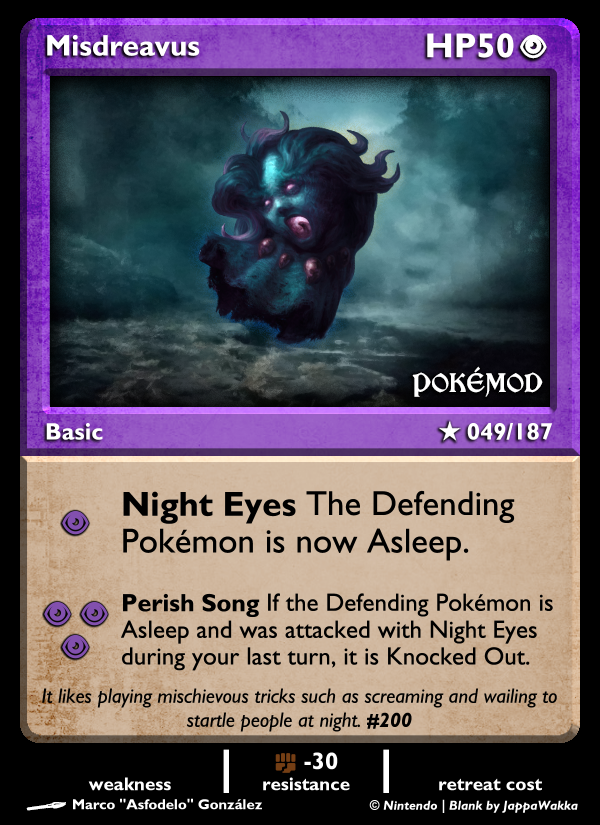 Misdreavus HP50
POKÉMOD
Basic ★ 049/187
Night Eyes The Defending
Pokémon is now Asleep.
Perish Song If the Defending Pokémon is
Asleep and was attacked with Night Eyes
during your last turn, it is Knocked Out.
It likes playing mischievous tricks such as screaming and wailing to
startle people at night. #200
-30
weakness resistance retreat cost
Marco "Asfodelo" González © Nintendo | Blank by JappaWakka